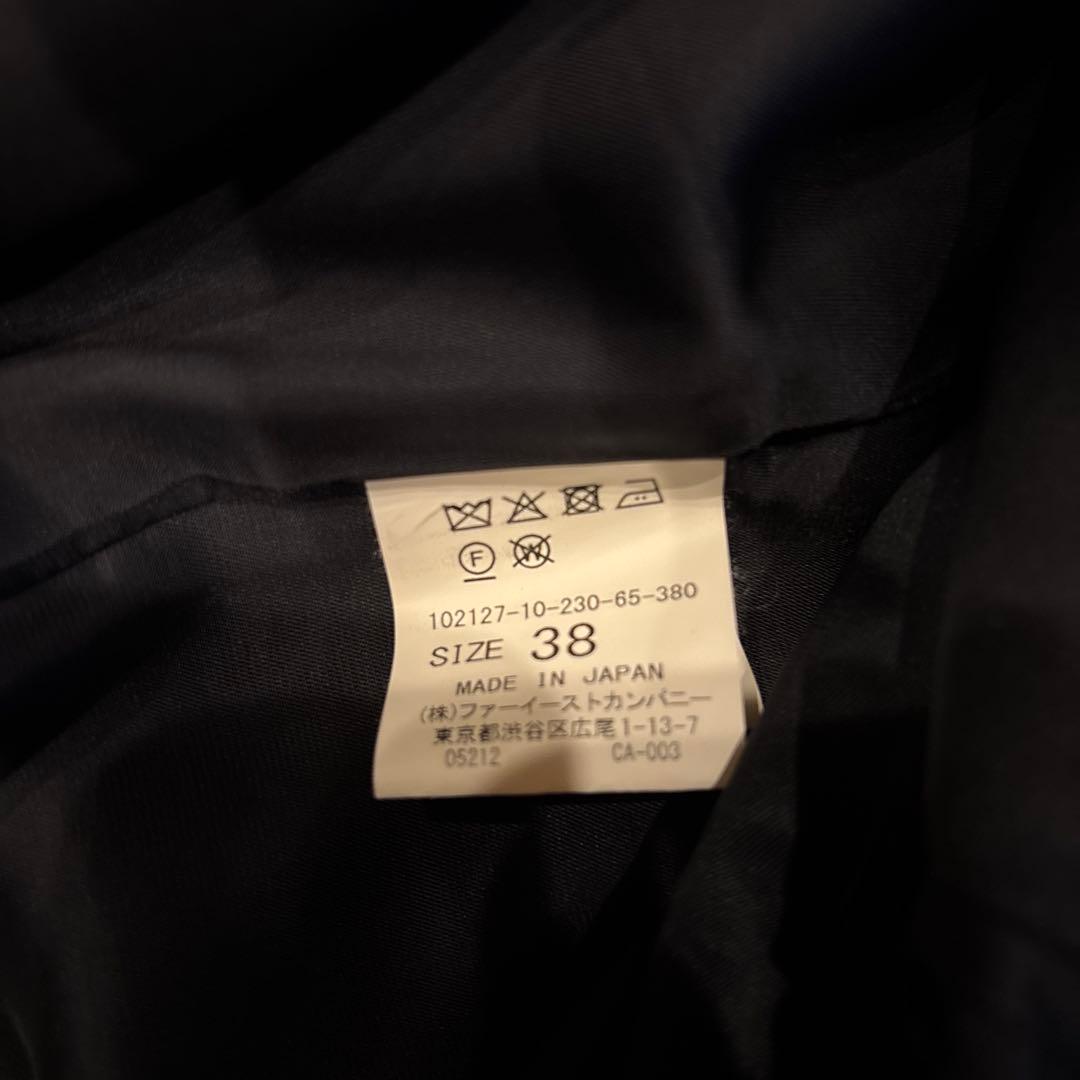 F W
102127-10-230-65-380
SIZE 38
MADE IN JAPAN
(株)ファーイーストカンパニー
東京都渋谷区広尾1-13-7
05212 CA-003